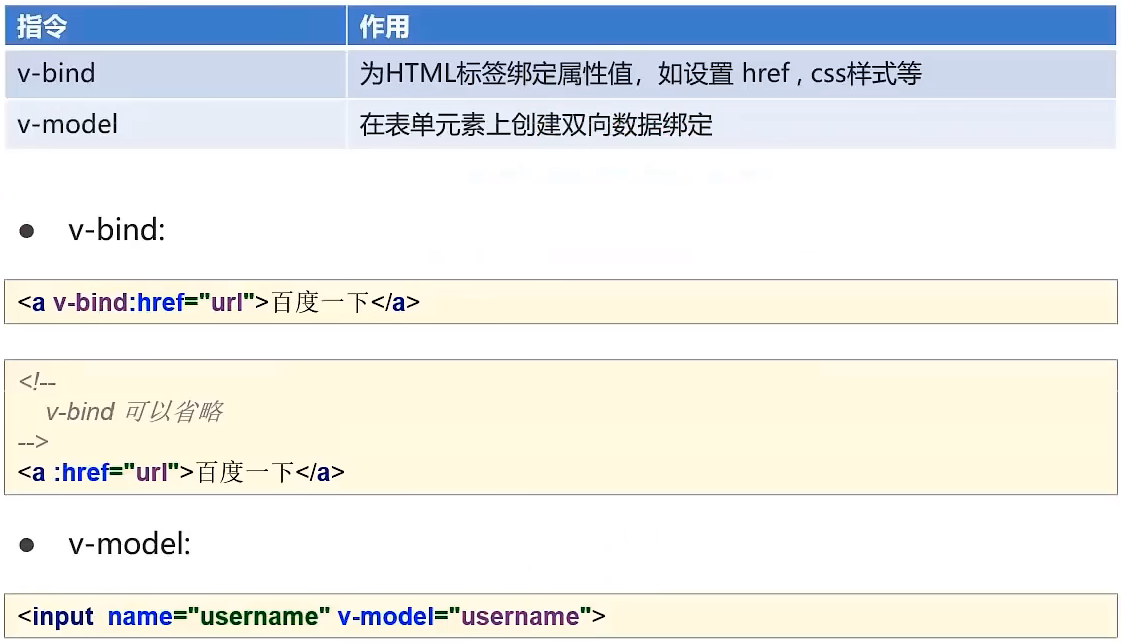 指令 作用
v-bind 为HTML标签绑定属性值，如设置 href , css样式等
v-model 在表单元素上创建双向数据绑定
● v-bind:
<a v-bind:href="url">百度一下</a>
<!--
v-bind 可以省略
-->
<a :href="url">百度一下</a>
● v-model:
<input name="username" v-model="username">